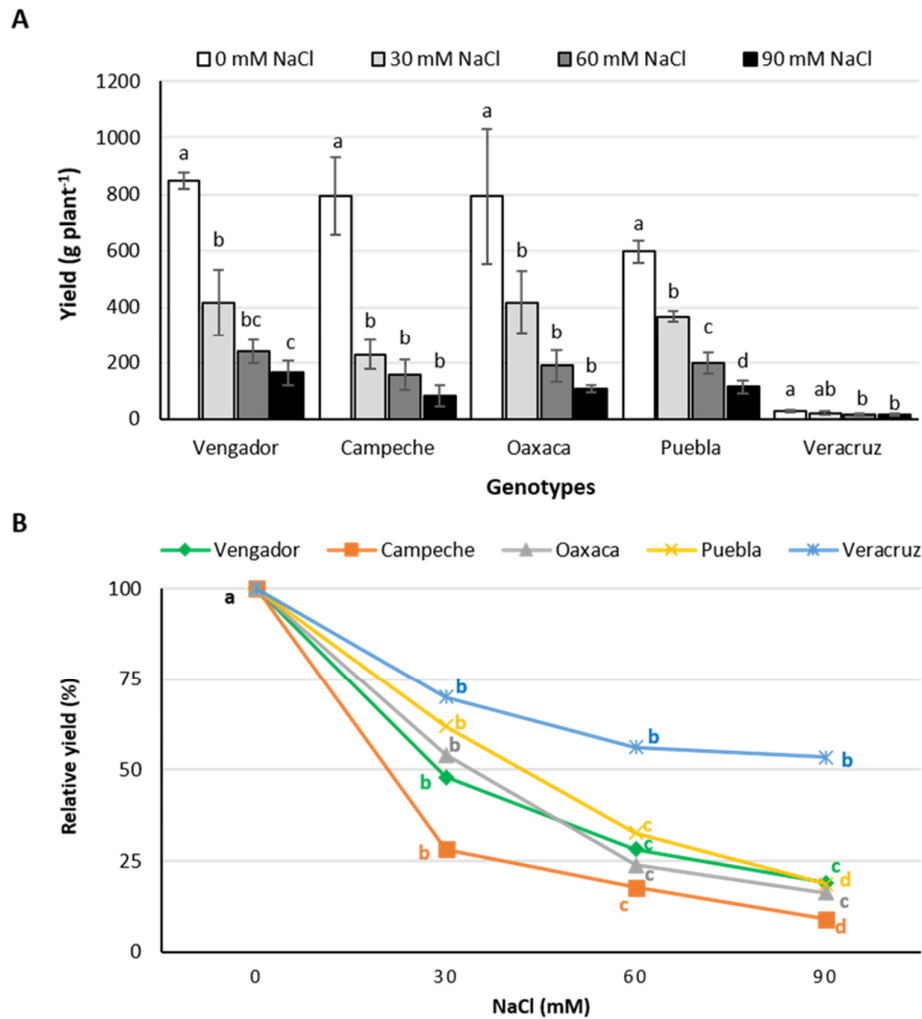 A
0 mM NaCl 30 mM NaCl 60 mM NaCl 90 mM NaCl
1200
1000
800
600
400
200
0
Yield (g plant⁻¹)
a b bc c
a b b b
a b b b
a b c d
a ab b b
Vengador Campeche Oaxaca Puebla Veracruz
Genotypes
B
Vengador Campeche Oaxaca Puebla Veracruz
100
75
50
25
0
Relative yield (%)
a
b
b
b
b
b
b
c
c
c
c
b
c
d
c
d
0 30 60 90
NaCl (mM)